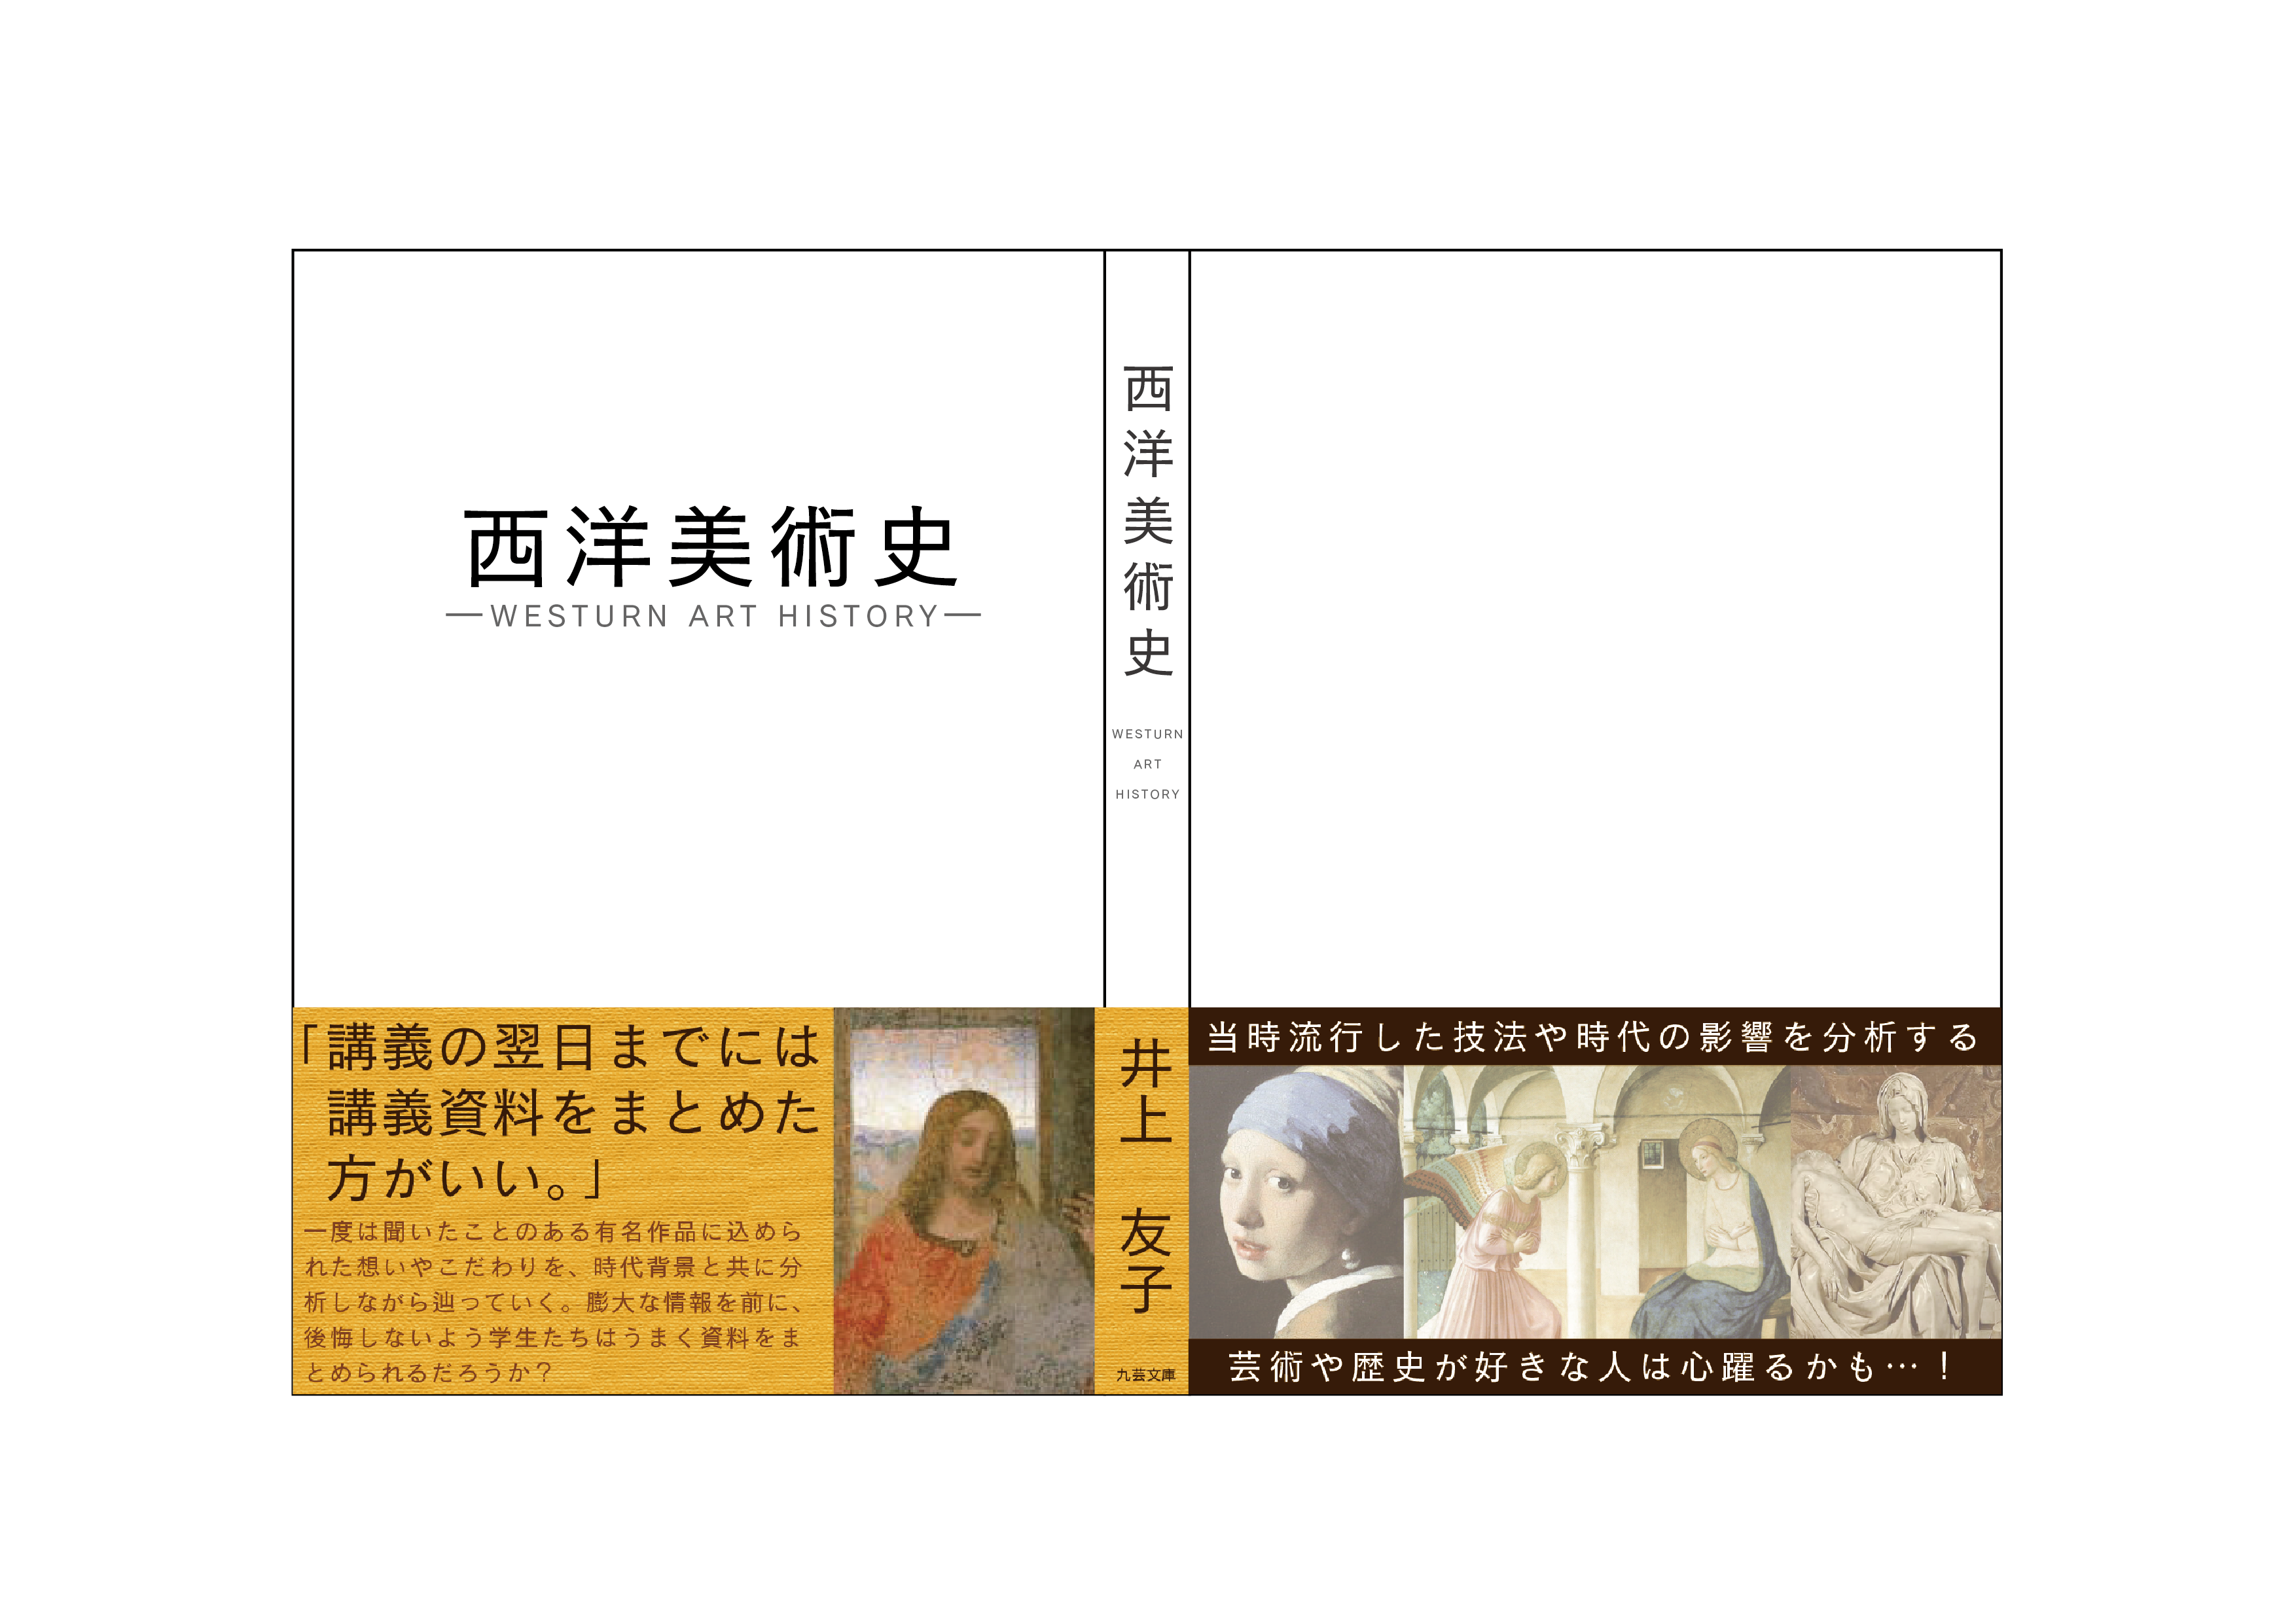 西洋美術史
WESTURN ART HISTORY
「講義の翌日までには
講義資料をまとめた
方がいい。」
一度は聞いたことのある有名作品に込めら
れた想いやこだわりを、時代背景と共に分
析しながら辿っていく。膨大な情報を前に、
後悔しないよう学生たちはうまく資料をま
とめられるだろうか？
西洋美術史
WESTURN
ART
HISTORY
井上 友子
九芸文庫
当時流行した技法や時代の影響を分析する
芸術や歴史が好きな人は心躍るかも…！